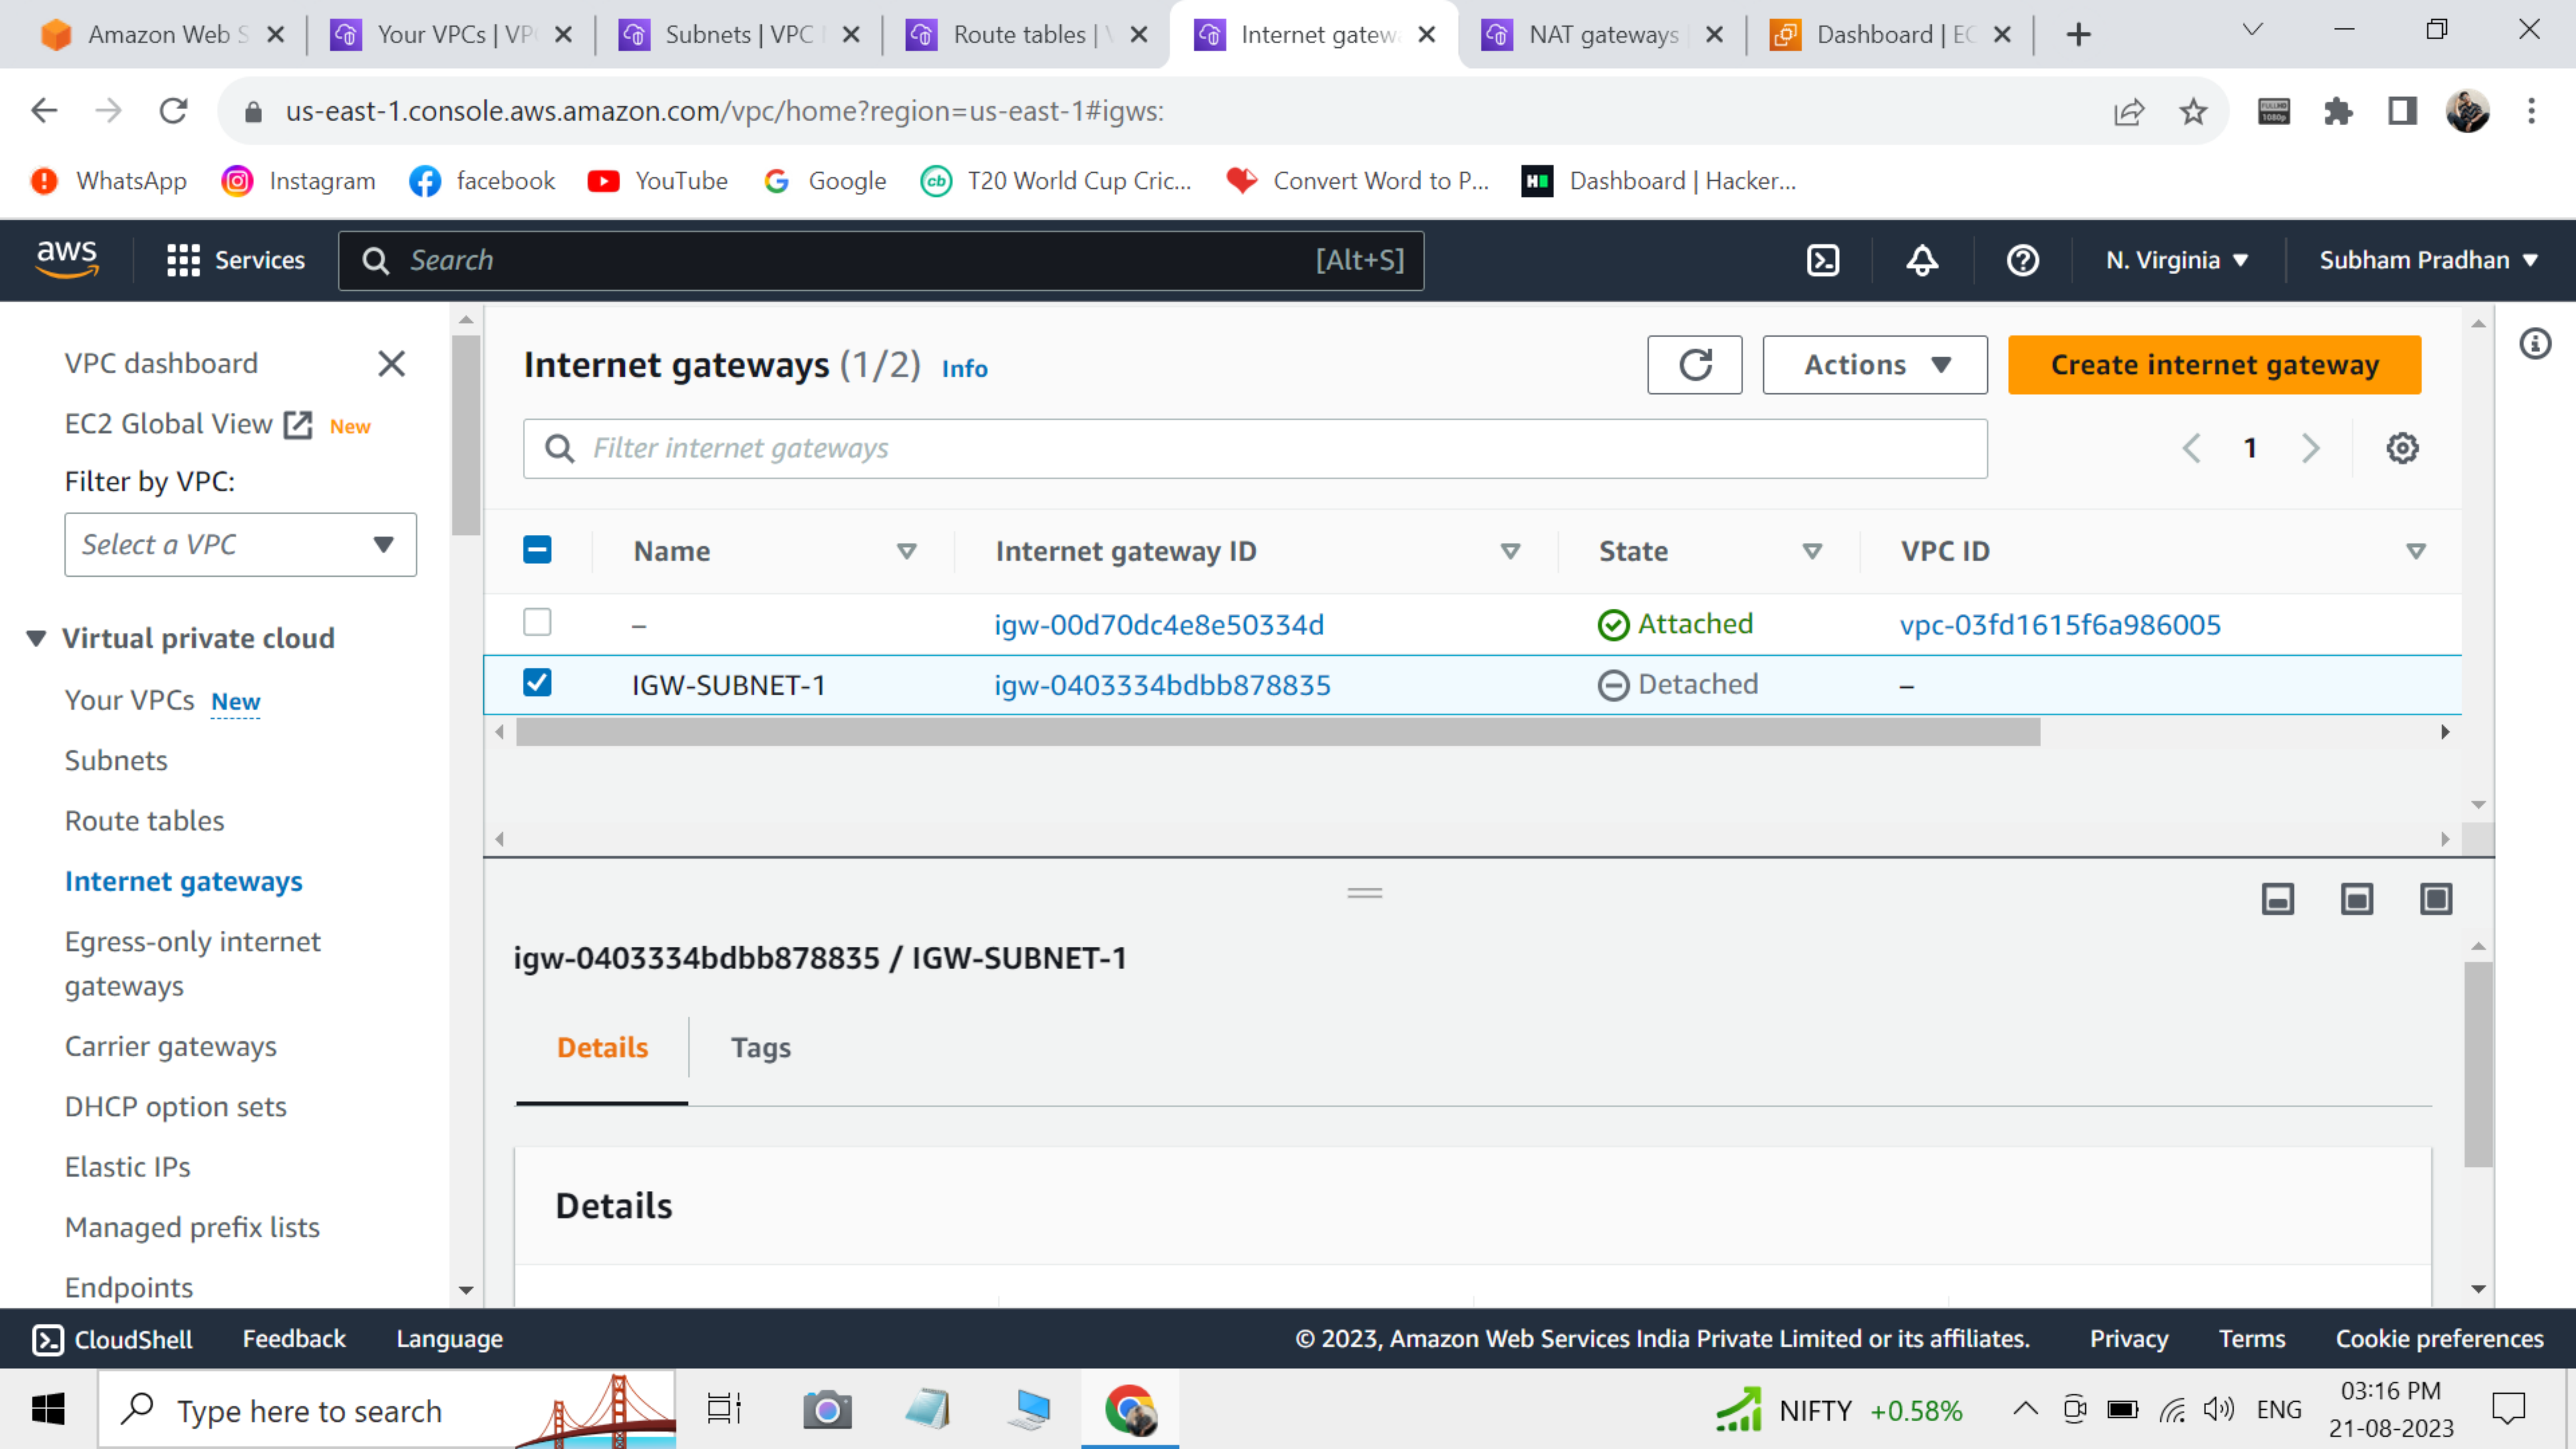 Amazon Web S
Your VPCs | VP
Subnets | VPC
Route tables |
Internet gatew
NAT gateways
Dashboard | EC
us-east-1.console.aws.amazon.com/vpc/home?region=us-east-1#igws:
FULLHD
1080p
WhatsApp
Instagram
facebook
YouTube
Google
cb
T20 World Cup Cric...
Convert Word to P...
H
Dashboard | Hacker...
aws
Services
Search
[Alt+S]
N. Virginia
Subham Pradhan
VPC dashboard
EC2 Global View New
Filter by VPC:
Select a VPC
Virtual private cloud
Your VPCs New
Subnets
Route tables
Internet gateways
Egress-only internet
gateways
Carrier gateways
DHCP option sets
Elastic IPs
Managed prefix lists
Endpoints
Internet gateways (1/2) Info
Actions
Create internet gateway
Filter internet gateways
1
Name Internet gateway ID State VPC ID
– igw-00d70dc4e8e50334d Attached vpc-03fd1615f6a986005
IGW-SUBNET-1 igw-0403334bdbb878835 Detached –
igw-0403334bdbb878835 / IGW-SUBNET-1
Details
Tags
Details
CloudShell
Feedback
Language
© 2023, Amazon Web Services India Private Limited or its affiliates.
Privacy
Terms
Cookie preferences
Type here to search
NIFTY +0.58%
ENG
03:16 PM
21-08-2023